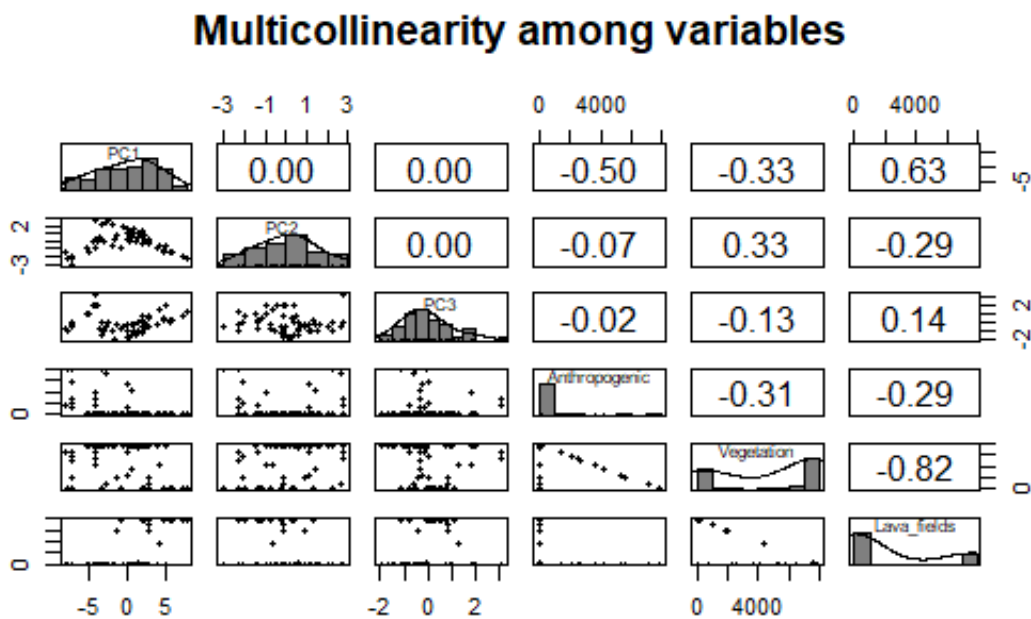 Multicollinearity among variables
-3 -1 1 3 0 4000 0 4000
PC1 0.00 0.00 -0.50 -0.33 0.63 -5
2 -3 PC2 0.00 -0.07 0.33 -0.29
PC3 -0.02 -0.13 0.14 2 -2
0 Anthropogenic -0.31 -0.29
Vegetation -0.82 0
0 Lava_fields
-5 0 5 -2 0 2 0 4000